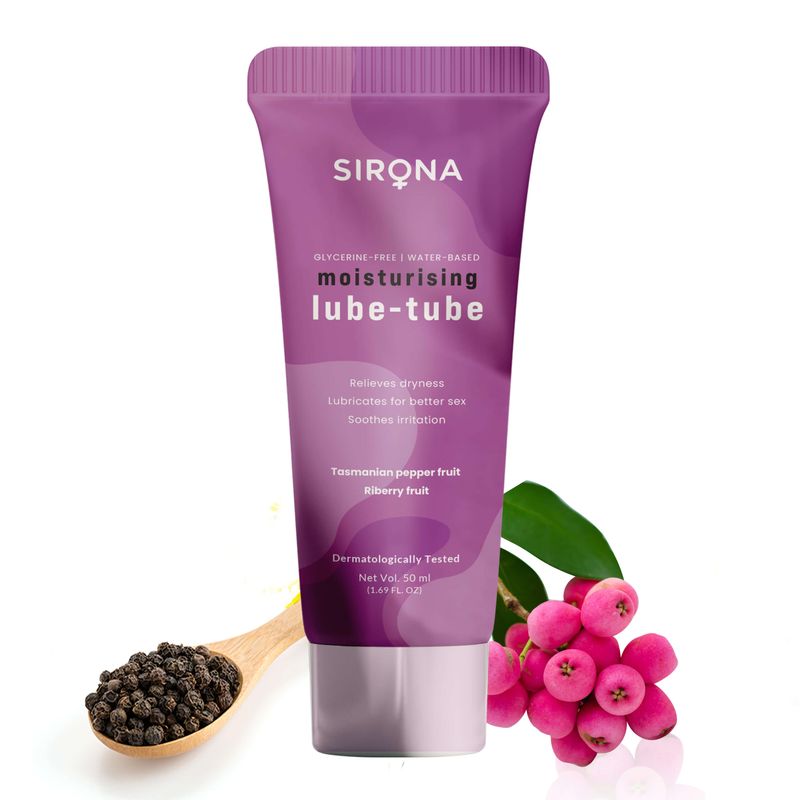 SIRONA
GLYCERINE-FREE | WATER-BASED
moisturising
lube-tube
Relieves dryness
Lubricates for better sex
Soothes irritation
Tasmanian pepper fruit
Riberry fruit
Dermatologically Tested
Net Vol. 50 ml
(1.69 FL. OZ)